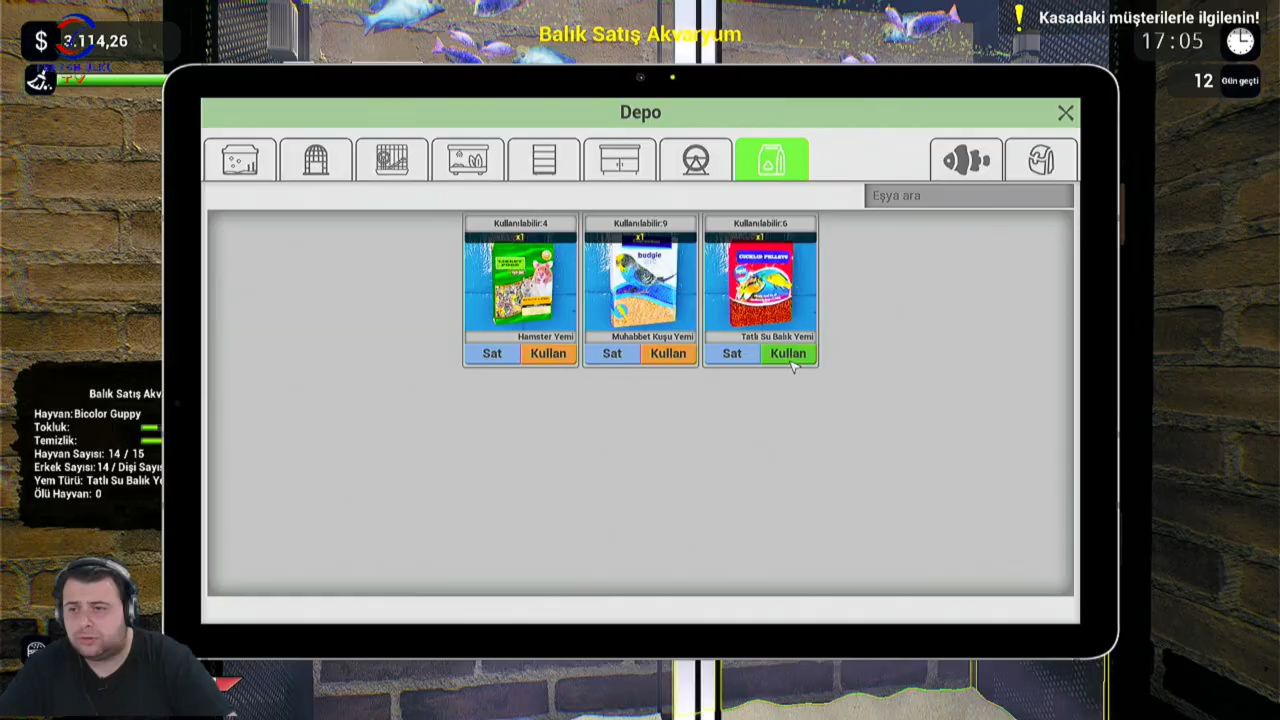 $ 3.114,26
Balık Satış Akvaryum
Kasadaki müşterilerle ilgilenin!
17:05
12 Gün geçti
Depo
Eşya ara
Kullanılabilir:4
x1
Hamster Yemi
Sat Kullan
Kullanılabilir:9
x1
budgie
Muhabbet Kuşu Yemi
Sat Kullan
Kullanılabilir:6
x1
CUCKLID PELLETS
Tatlı Su Balık Yemi
Sat Kullan
Balık Satış Akv
Hayvan: Bicolor Guppy
Tokluk:
Temizlik:
Hayvan Sayısı: 14 / 15
Erkek Sayısı: 14 / Dişi Sayıs
Yem Türü: Tatlı Su Balık Ye
Ölü Hayvan: 0